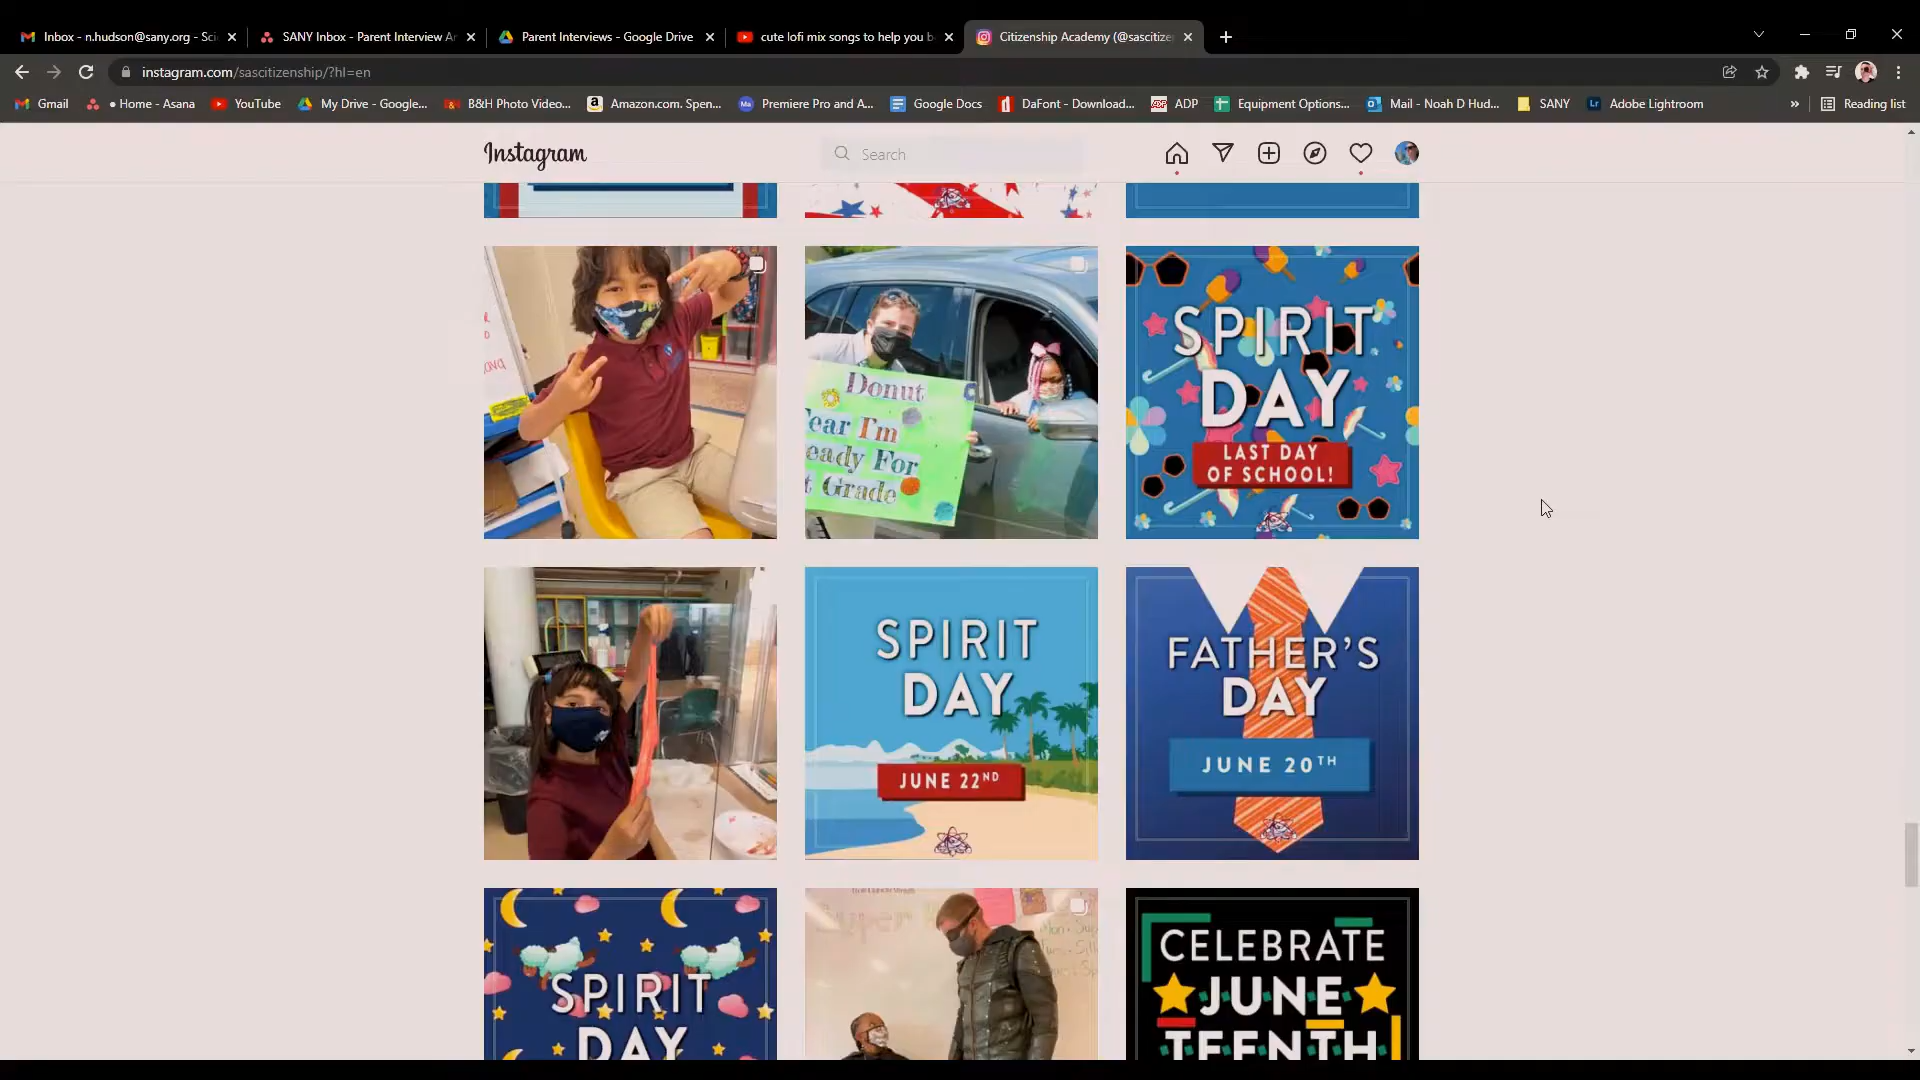 Inbox - n.hudson@sany.org - Sci
SANY Inbox - Parent Interview Ar
Parent Interviews - Google Drive
cute lofi mix songs to help you b
Citizenship Academy (@sascitize
instagram.com/sascitizenship/?hl=en
Gmail
Home - Asana
YouTube
My Drive - Google...
B&H Photo Video...
Amazon.com. Spen...
Premiere Pro and A...
Google Docs
DaFont - Download...
ADP
Equipment Options...
Mail - Noah D Hud...
SANY
Lr
Adobe Lightroom
»
Reading list
Instagram
Search
Donut
ear I'm
eady For
t Grade
SPIRIT
DAY
LAST DAY
OF SCHOOL!
SPIRIT
DAY
JUNE 22ND
FATHER'S
DAY
JUNE 20TH
SPIRIT
DAY
CELEBRATE
JUNE
TEENTH